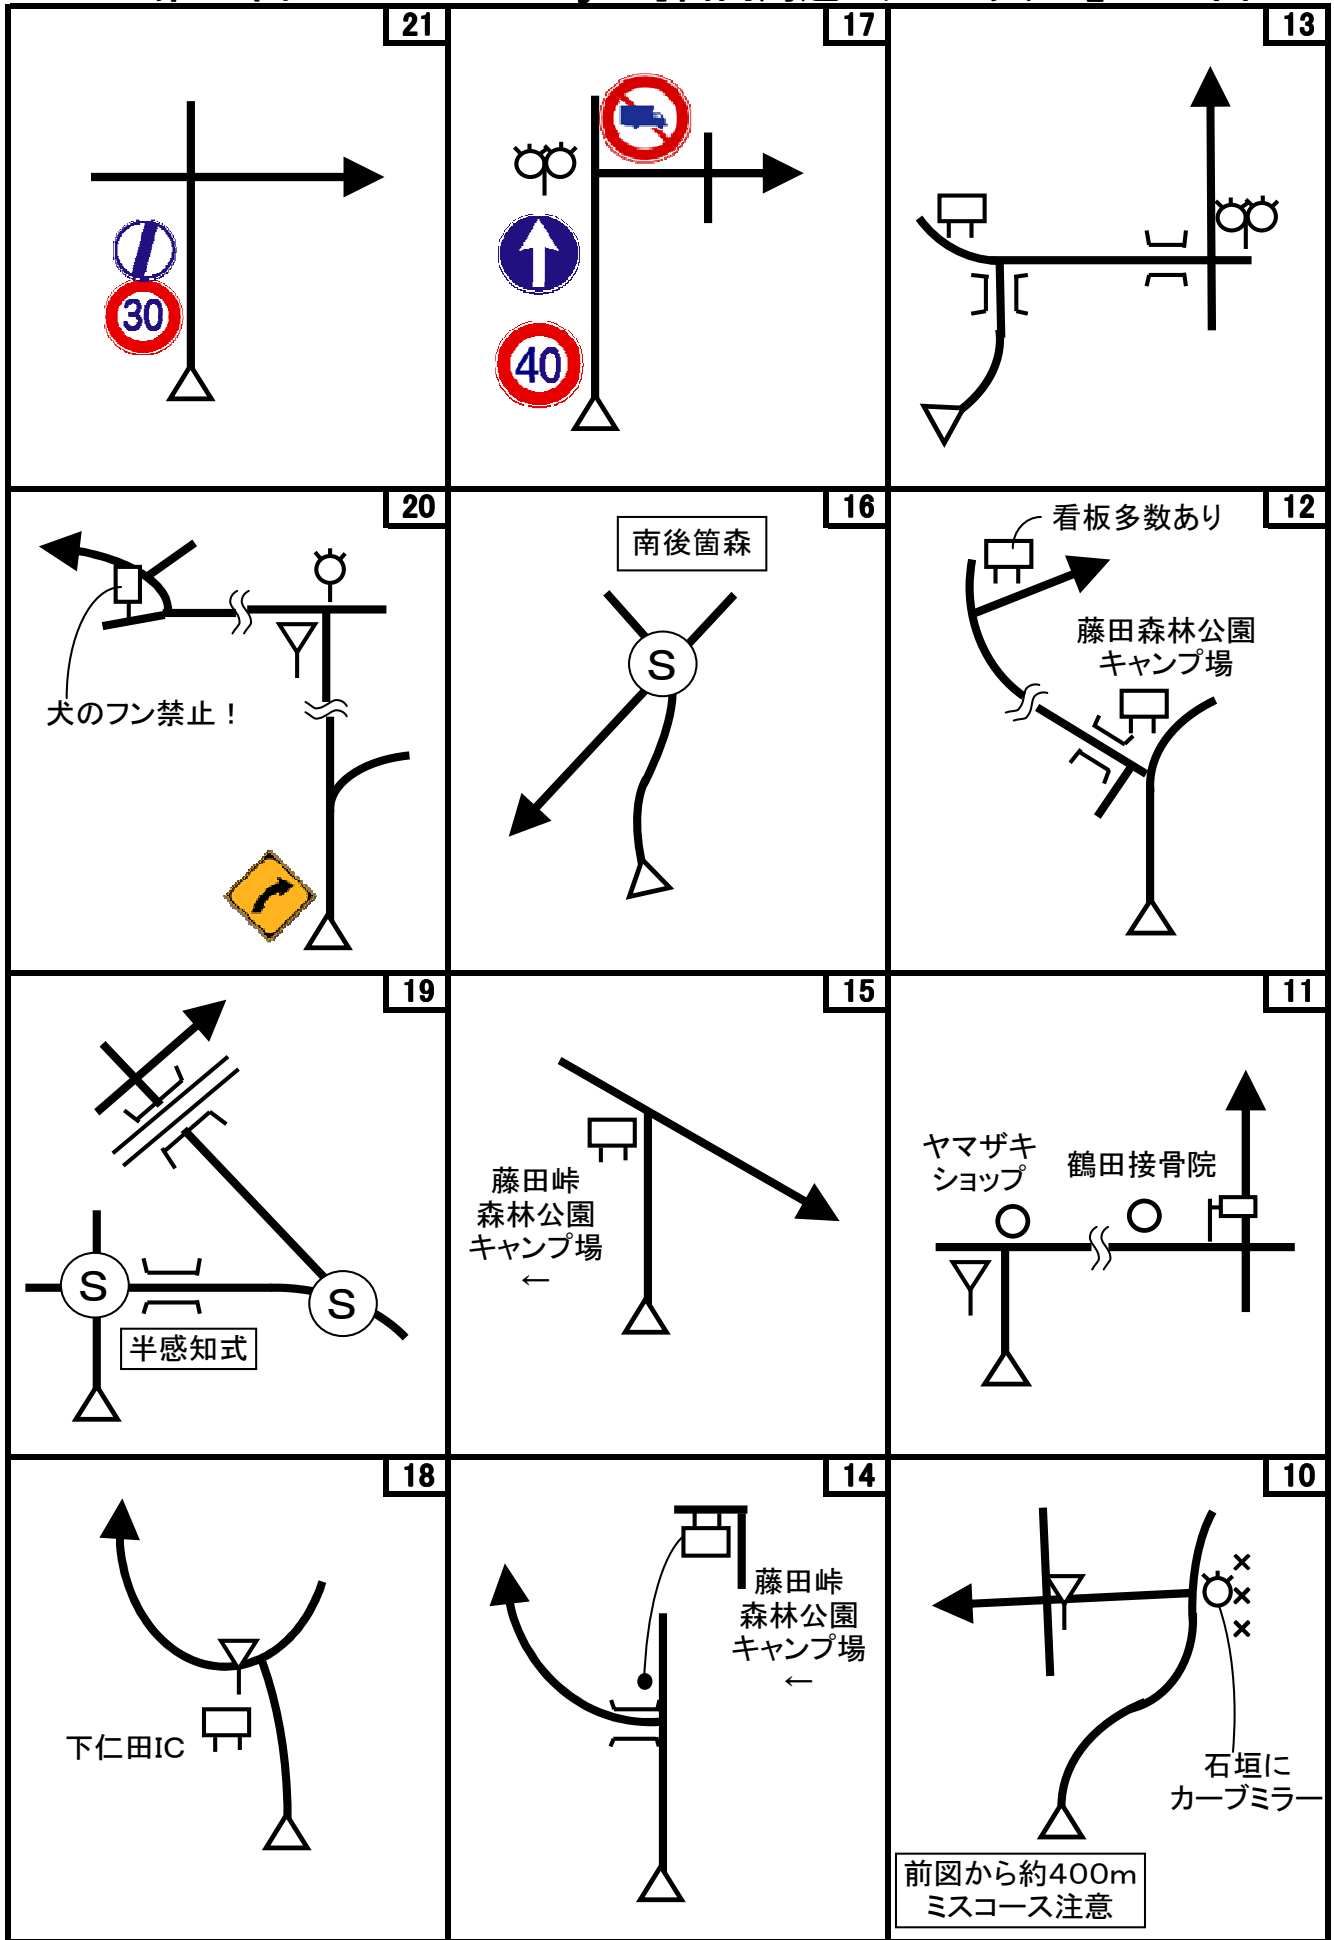 21
30
17
40
13
20
犬のフン禁止！
16
南後箇森
S
12
看板多数あり
藤田森林公園
キャンプ場
19
S
S
半感知式
15
藤田峠
森林公園
キャンプ場
←
11
ヤマザキ
ショップ
鶴田接骨院
18
下仁田IC
14
藤田峠
森林公園
キャンプ場
←
10
石垣に
カーブミラー
前図から約400m
ミスコース注意